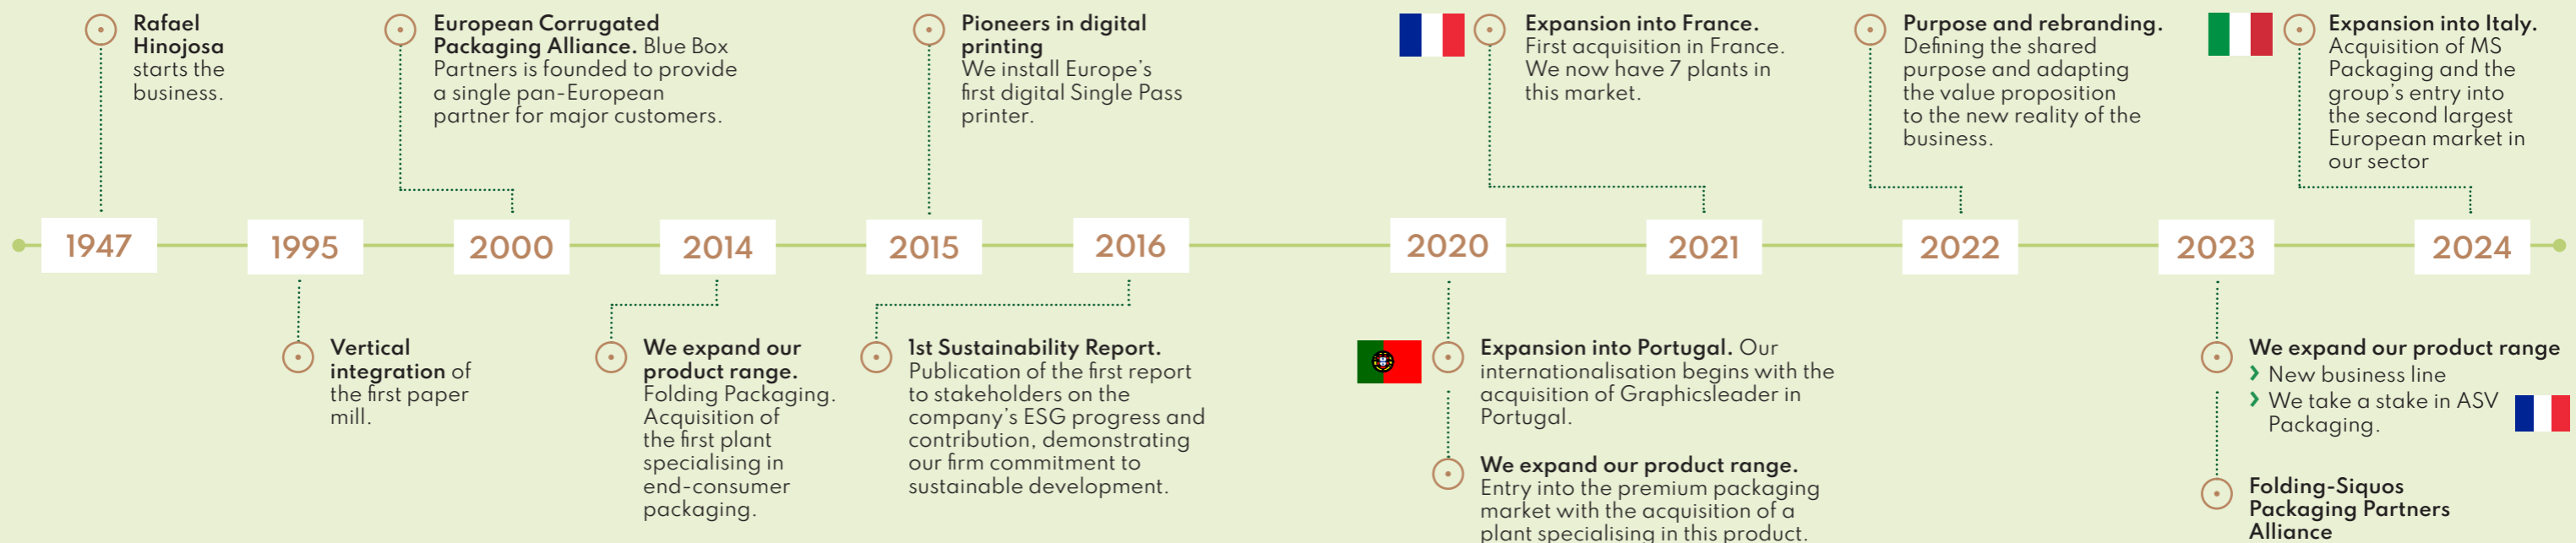 Rafael
Hinojosa
starts the
business.
European Corrugated
Packaging Alliance. Blue Box
Partners is founded to provide
a single pan-European
partner for major customers.
Pioneers in digital
printing
We install Europe's
first digital Single Pass
printer.
Expansion into France.
First acquisition in France.
We now have 7 plants in
this market.
Purpose and rebranding.
Defining the shared
purpose and adapting
the value proposition
to the new reality of the
business.
Expansion into Italy.
Acquisition of MS
Packaging and the
group's entry into
the second largest
European market in
our sector
1947
1995
2000
2014
2015
2016
2020
2021
2022
2023
2024
Vertical
integration of
the first paper
mill.
We expand our
product range.
Folding Packaging.
Acquisition of
the first plant
specialising in
end-consumer
packaging.
1st Sustainability Report.
Publication of the first report
to stakeholders on the
company's ESG progress and
contribution, demonstrating
our firm commitment to
sustainable development.
Expansion into Portugal. Our
internationalisation begins with the
acquisition of Graphicsleader in
Portugal.
We expand our product range.
Entry into the premium packaging
market with the acquisition of a
plant specialising in this product.
We expand our product range
New business line
We take a stake in ASV
Packaging.
Folding-Siquos
Packaging Partners
Alliance